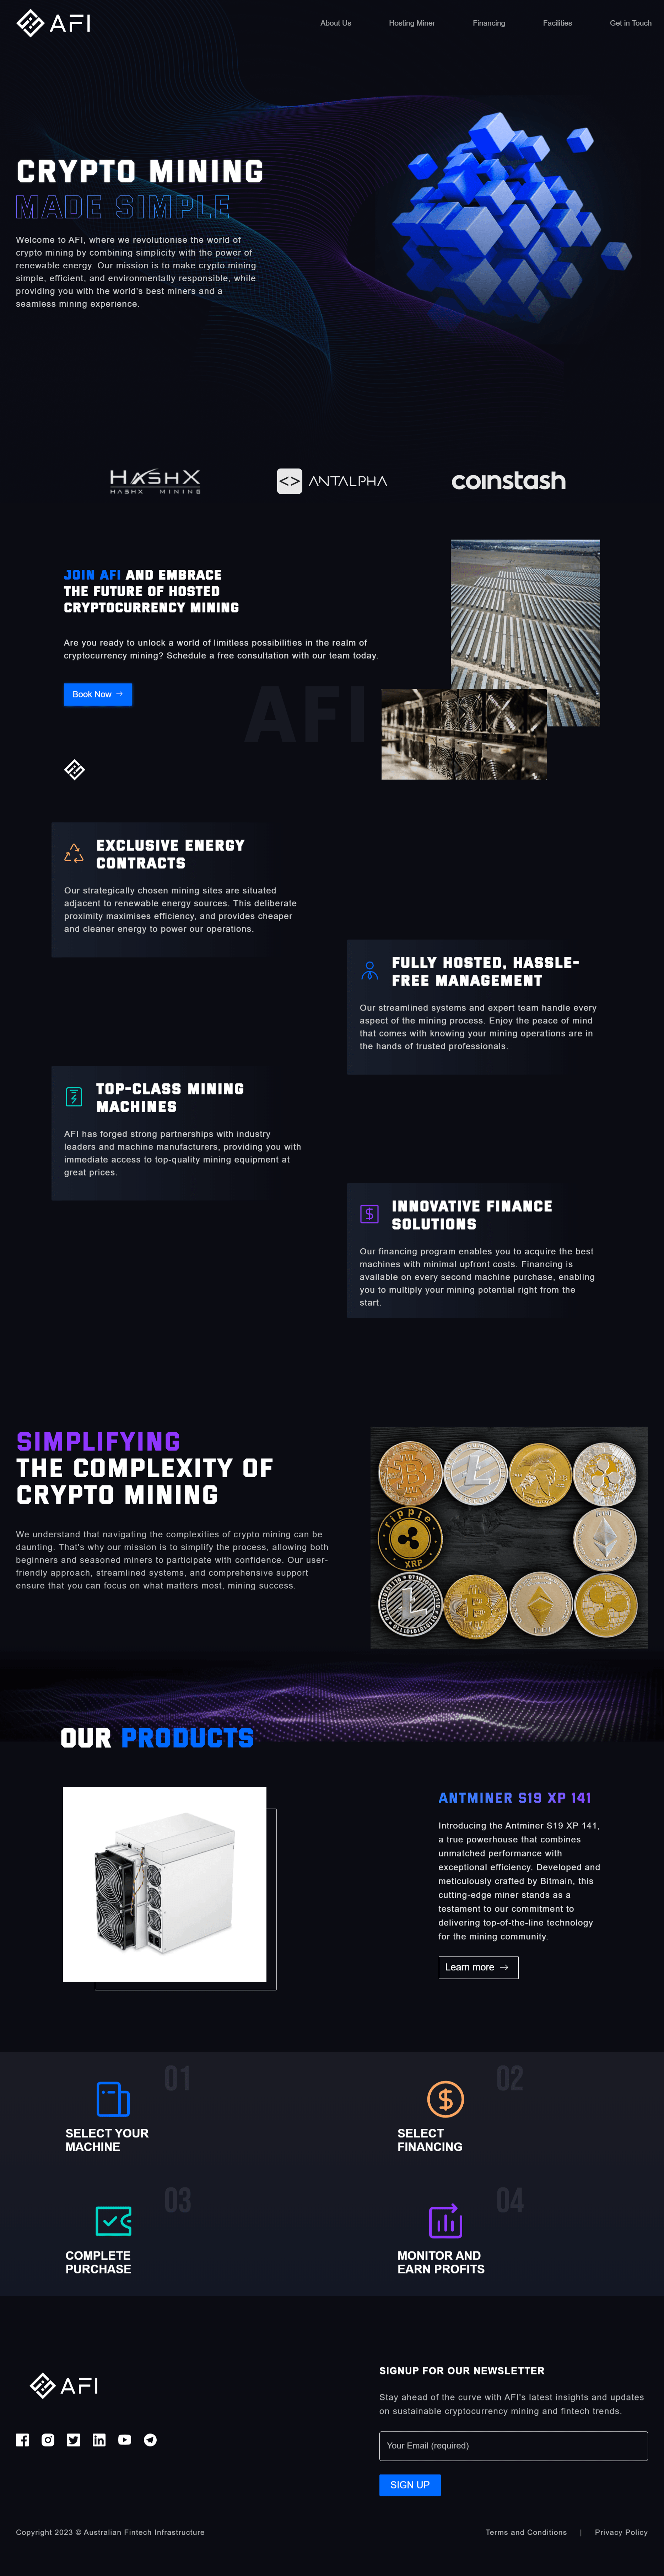 AFI
About Us
Hosting Miner
Financing
Facilities
Get in Touch
CRYPTO MINING
MADE SIMPLE
Welcome to AFI, where we revolutionise the world of
crypto mining by combining simplicity with the power of
renewable energy. Our mission is to make crypto mining
simple, efficient, and environmentally responsible, while
providing you with the world's best miners and a
seamless mining experience.
HASHX
HASHX MINING
<> ANTALPHA
coinstash
JOIN AFI AND EMBRACE
THE FUTURE OF HOSTED
CRYPTOCURRENCY MINING
Are you ready to unlock a world of limitless possibilities in the realm of
cryptocurrency mining? Schedule a free consultation with our team today.
Book Now →
AFI
EXCLUSIVE ENERGY
CONTRACTS
Our strategically chosen mining sites are situated
adjacent to renewable energy sources. This deliberate
proximity maximises efficiency, and provides cheaper
and cleaner energy to power our operations.
FULLY HOSTED, HASSLE-
FREE MANAGEMENT
Our streamlined systems and expert team handle every
aspect of the mining process. Enjoy the peace of mind
that comes with knowing your mining operations are in
the hands of trusted professionals.
TOP-CLASS MINING
MACHINES
AFI has forged strong partnerships with industry
leaders and machine manufacturers, providing you with
immediate access to top-quality mining equipment at
great prices.
INNOVATIVE FINANCE
SOLUTIONS
Our financing program enables you to acquire the best
machines with minimal upfront costs. Financing is
available on every second machine purchase, enabling
you to multiply your mining potential right from the
start.
SIMPLIFYING
THE COMPLEXITY OF
CRYPTO MINING
We understand that navigating the complexities of crypto mining can be
daunting. That's why our mission is to simplify the process, allowing both
beginners and seasoned miners to participate with confidence. Our user-
friendly approach, streamlined systems, and comprehensive support
ensure that you can focus on what matters most, mining success.
ripple
XRP
OUR PRODUCTS
ANTMINER S19 XP 141
Introducing the Antminer S19 XP 141,
a true powerhouse that combines
unmatched performance with
exceptional efficiency. Developed and
meticulously crafted by Bitmain, this
cutting-edge miner stands as a
testament to our commitment to
delivering top-of-the-line technology
for the mining community.
Learn more →
01
SELECT YOUR
MACHINE
02
SELECT
FINANCING
03
COMPLETE
PURCHASE
04
MONITOR AND
EARN PROFITS
AFI
SIGNUP FOR OUR NEWSLETTER
Stay ahead of the curve with AFI's latest insights and updates
on sustainable cryptocurrency mining and fintech trends.
Your Email (required)
SIGN UP
Copyright 2023 © Australian Fintech Infrastructure
Terms and Conditions | Privacy Policy